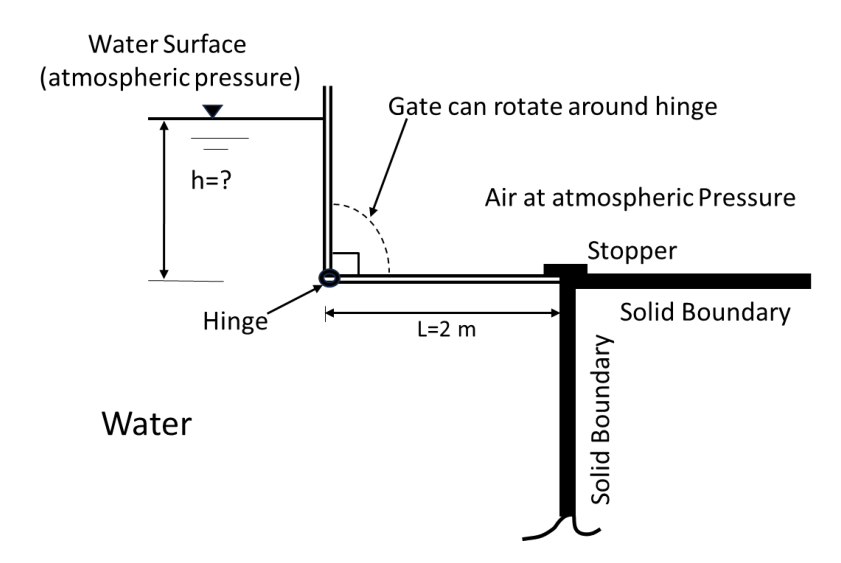 Water Surface
(atmospheric pressure)
Gate can rotate around hinge
h=?
Air at atmospheric Pressure
Stopper
Hinge
L=2 m
Solid Boundary
Solid Boundary
Water